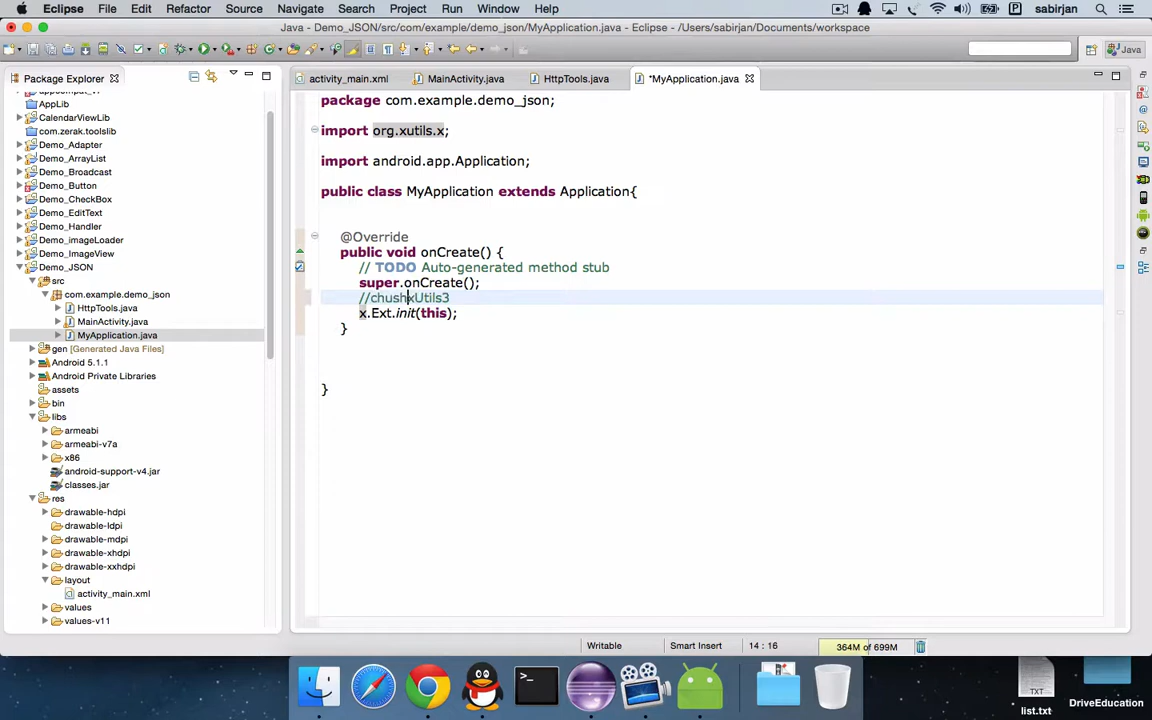 Eclipse File Edit Source Refactor Navigate Search Project Run Window Help sabirjan
Java - Demo_JSON/src/com/example/demo_json/MyApplication.java - Eclipse - /Users/sabirjan/Documents/workspace
Java
Package Explorer
activity_main.xml MainActivity.java HttpTools.java *MyApplication.java
AppLib
CalendarViewLib
com.zerak.toolslib
Demo_Adapter
Demo_ArrayList
Demo_Broadcast
Demo_Button
Demo_CheckBox
Demo_EditText
Demo_Handler
Demo_imageLoader
Demo_ImageView
Demo_JSON
src
com.example.demo_json
HttpTools.java
MainActivity.java
MyApplication.java
gen [Generated Java Files]
Android 5.1.1
Android Private Libraries
assets
bin
libs
armeabi
armeabi-v7a
x86
android-support-v4.jar
classes.jar
res
drawable-hdpi
drawable-ldpi
drawable-mdpi
drawable-xhdpi
drawable-xxhdpi
layout
activity_main.xml
values
values-v11
package com.example.demo_json;
import org.xutils.x;
import android.app.Application;
public class MyApplication extends Application{
@Override
public void onCreate() {
// TODO Auto-generated method stub
super.onCreate();
//chushxUtils3
x.Ext.init(this);
}
}
Writable Smart Insert 14 : 16 364M of 699M
TXT
list.txt
DriveEducation